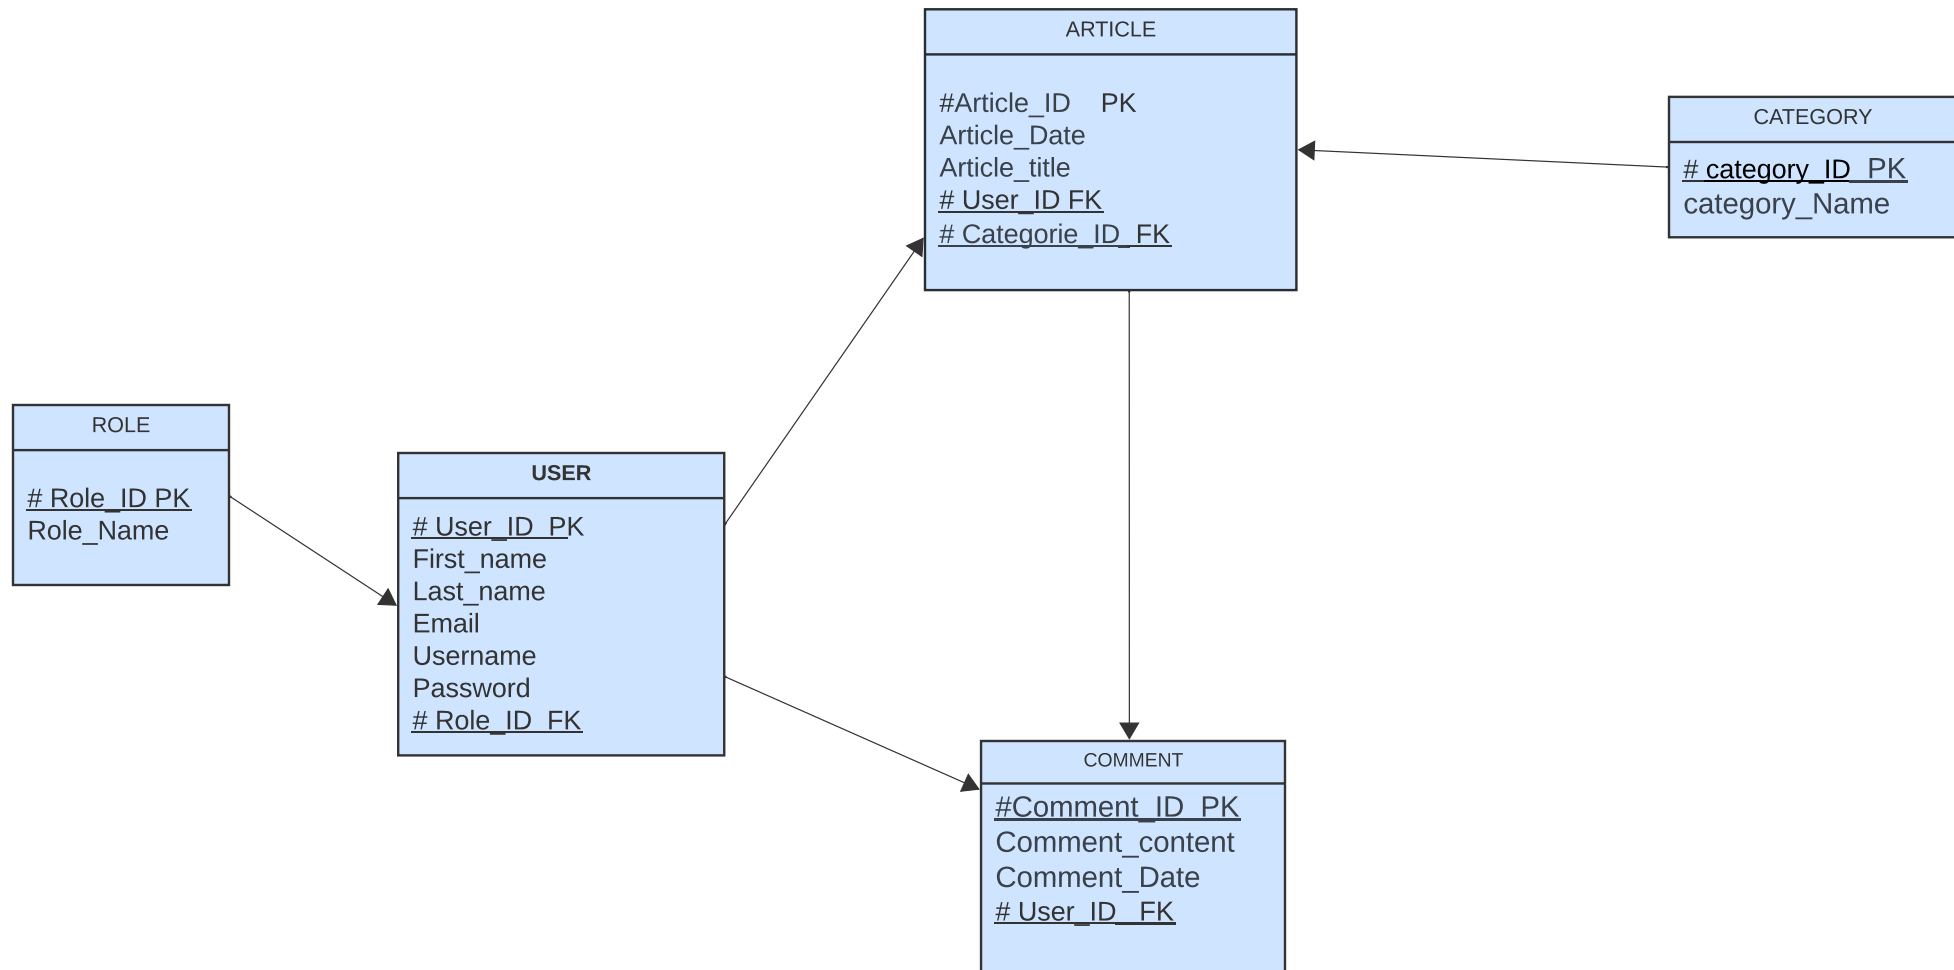 ARTICLE
#Article_ID PK
Article_Date
Article_title
# User_ID FK
# Categorie_ID_FK
CATEGORY
# category_ID_PK
category_Name
ROLE
# Role_ID PK
Role_Name
USER
# User_ID_PK
First_name
Last_name
Email
Username
Password
# Role_ID_FK
COMMENT
#Comment_ID_PK
Comment_content
Comment_Date
# User_ID_FK